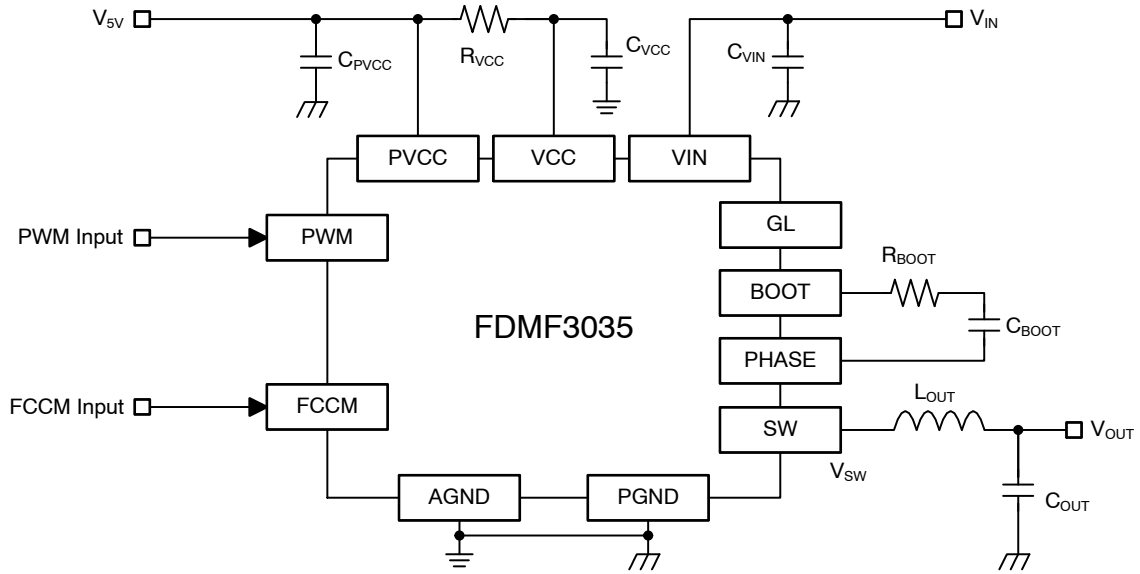 V5V
VIN
CPVCC
RVCC
CVCC
CVIN
PVCC
VCC
VIN
PWM Input
PWM
GL
RBOOT
BOOT
CBOOT
FDMF3035
PHASE
FCCM Input
FCCM
LOUT
SW
VOUT
VSW
AGND
PGND
COUT